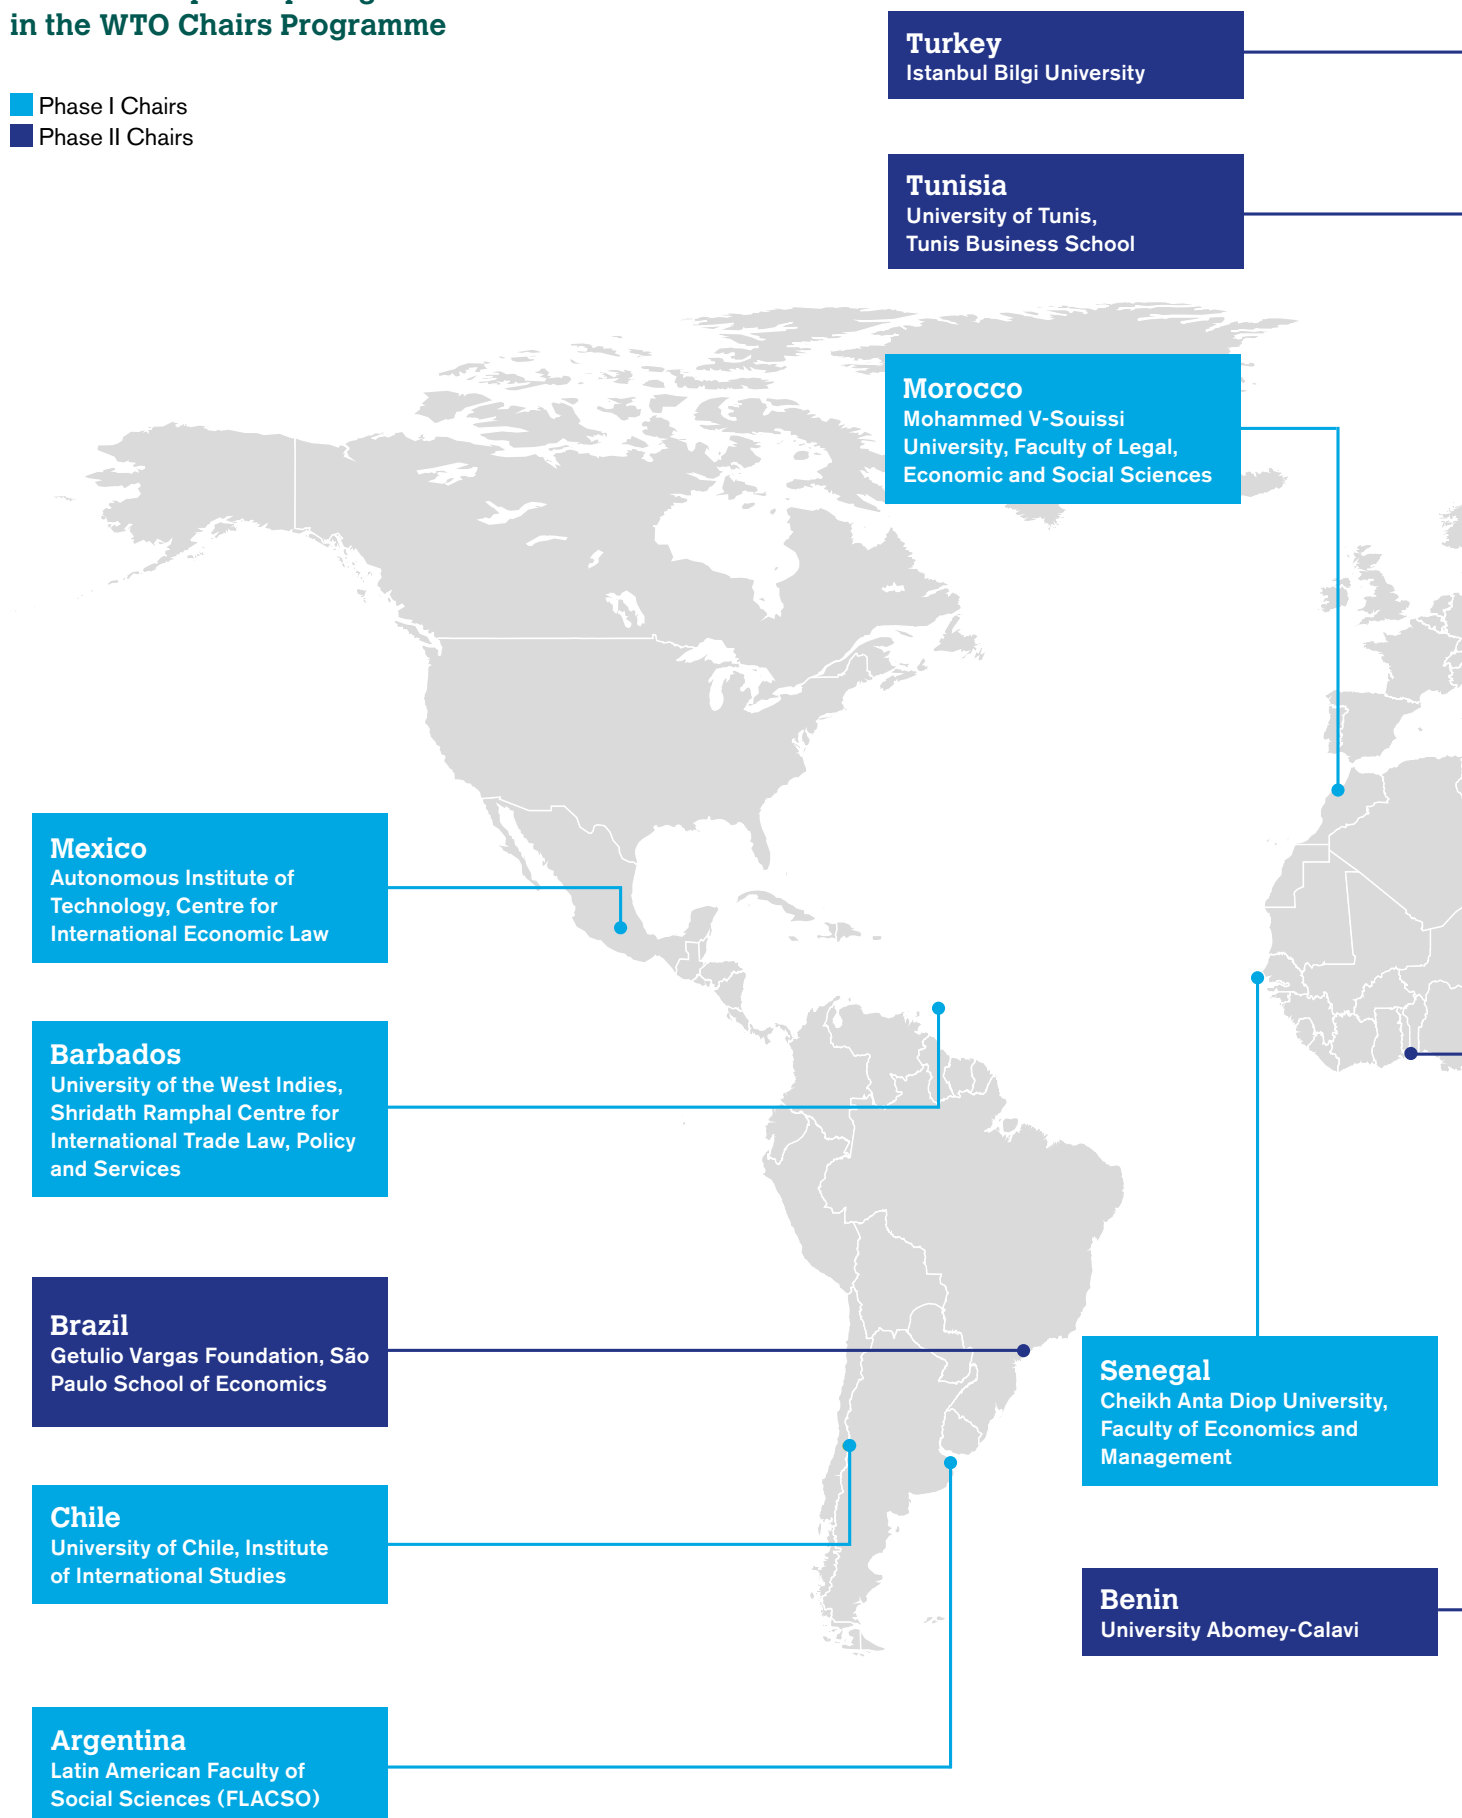 in the WTO Chairs Programme
Phase I Chairs
Phase II Chairs
Turkey
Istanbul Bilgi University
Tunisia
University of Tunis,
Tunis Business School
Morocco
Mohammed V-Souissi
University, Faculty of Legal,
Economic and Social Sciences
Mexico
Autonomous Institute of
Technology, Centre for
International Economic Law
Barbados
University of the West Indies,
Shridath Ramphal Centre for
International Trade Law, Policy
and Services
Brazil
Getulio Vargas Foundation, São
Paulo School of Economics
Chile
University of Chile, Institute
of International Studies
Senegal
Cheikh Anta Diop University,
Faculty of Economics and
Management
Benin
University Abomey-Calavi
Argentina
Latin American Faculty of
Social Sciences (FLACSO)